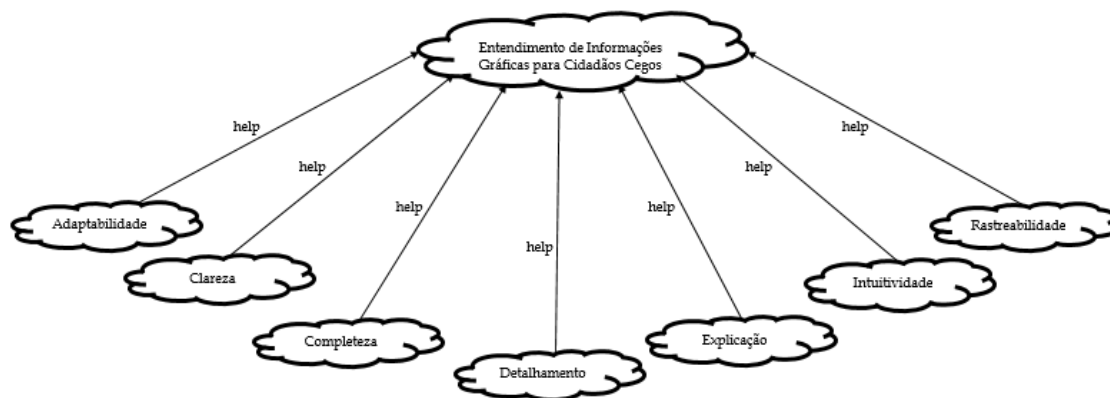 Entendimento de Informações
Gráficas para Cidadãos Cegos
help
help
help
help
help
help
help
Adaptabilidade
Clareza
Completeza
Detalhamento
Explicação
Intuitividade
Rastreabilidade